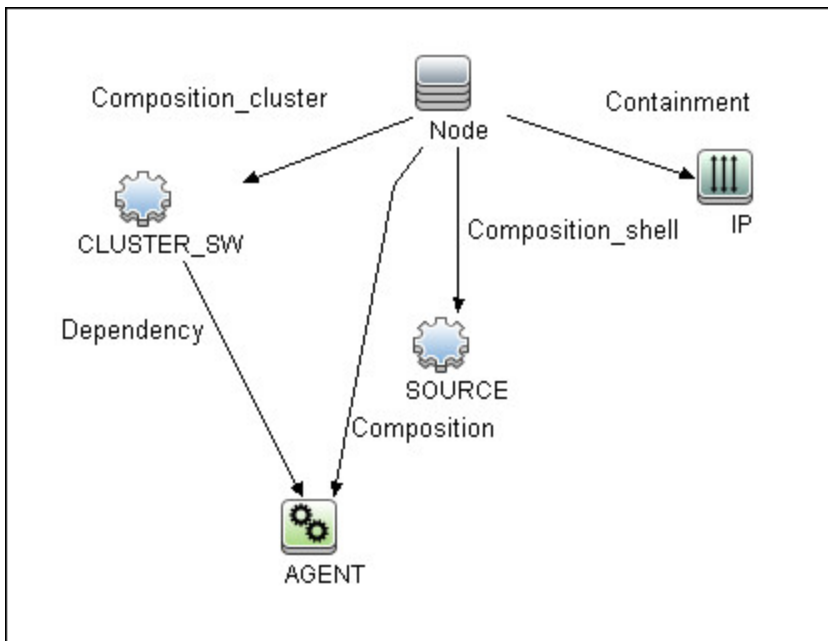 Composition_cluster
Containment
Node
IP
Composition_shell
CLUSTER_SW
Dependency
SOURCE
Composition
AGENT